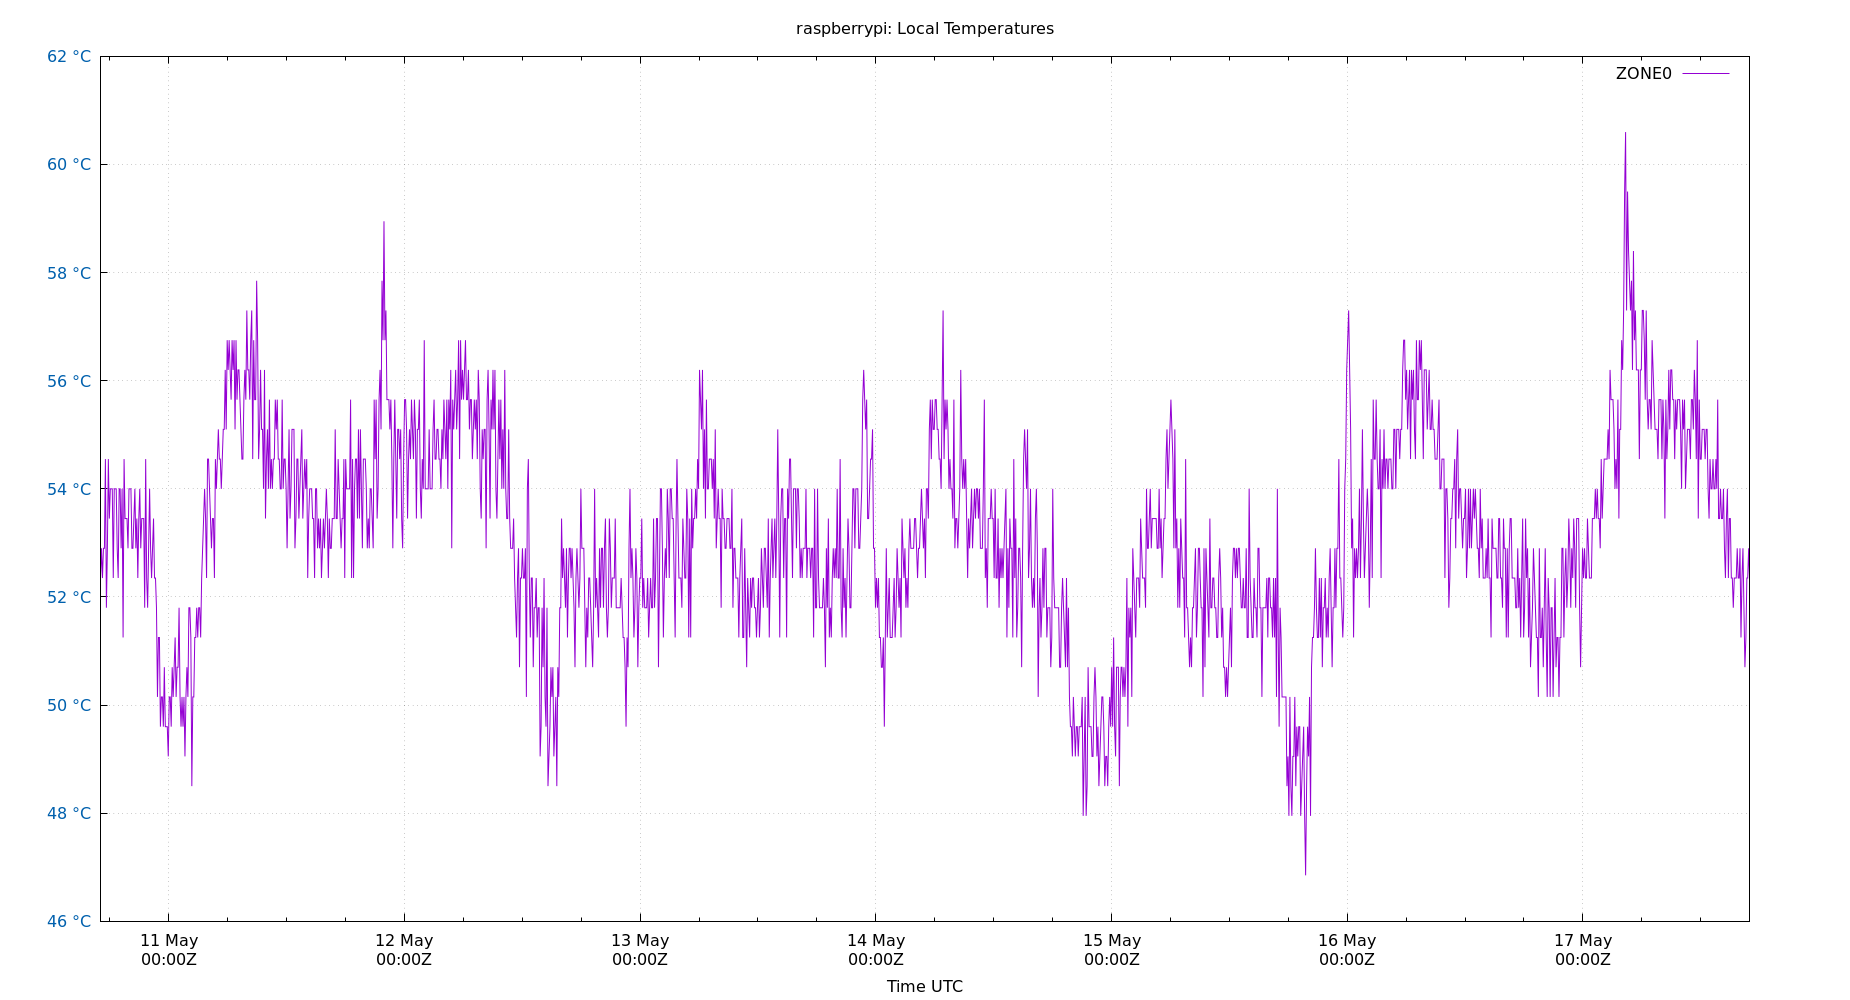 raspberrypi: Local Temperatures
62 °C
ZONE0
60 °C
58 °C
56 °C
54 °C
52 °C
50 °C
48 °C
46 °C
11 May 12 May 13 May 14 May 15 May 16 May 17 May
00:00Z 00:00Z 00:00Z 00:00Z 00:00Z 00:00Z 00:00Z
Time UTC